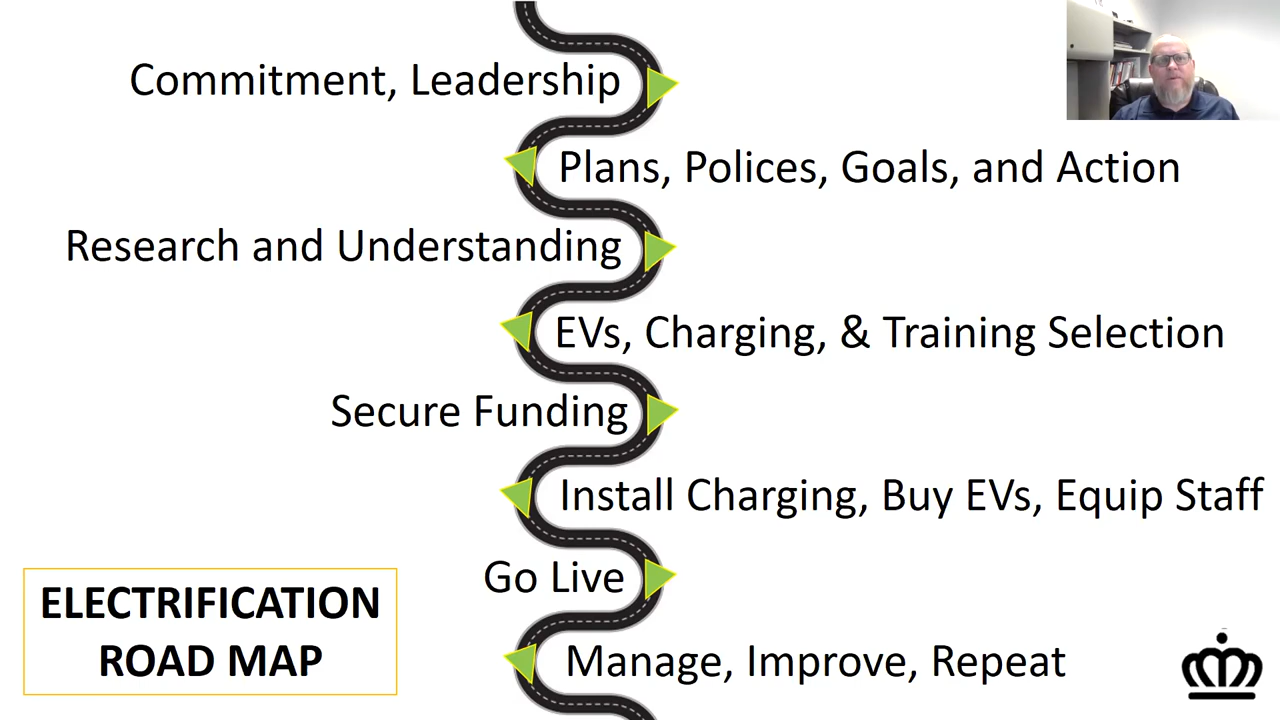 Commitment, Leadership
Plans, Polices, Goals, and Action
Research and Understanding
EVs, Charging, & Training Selection
Secure Funding
Install Charging, Buy EVs, Equip Staff
Go Live
Manage, Improve, Repeat
ELECTRIFICATION
ROAD MAP